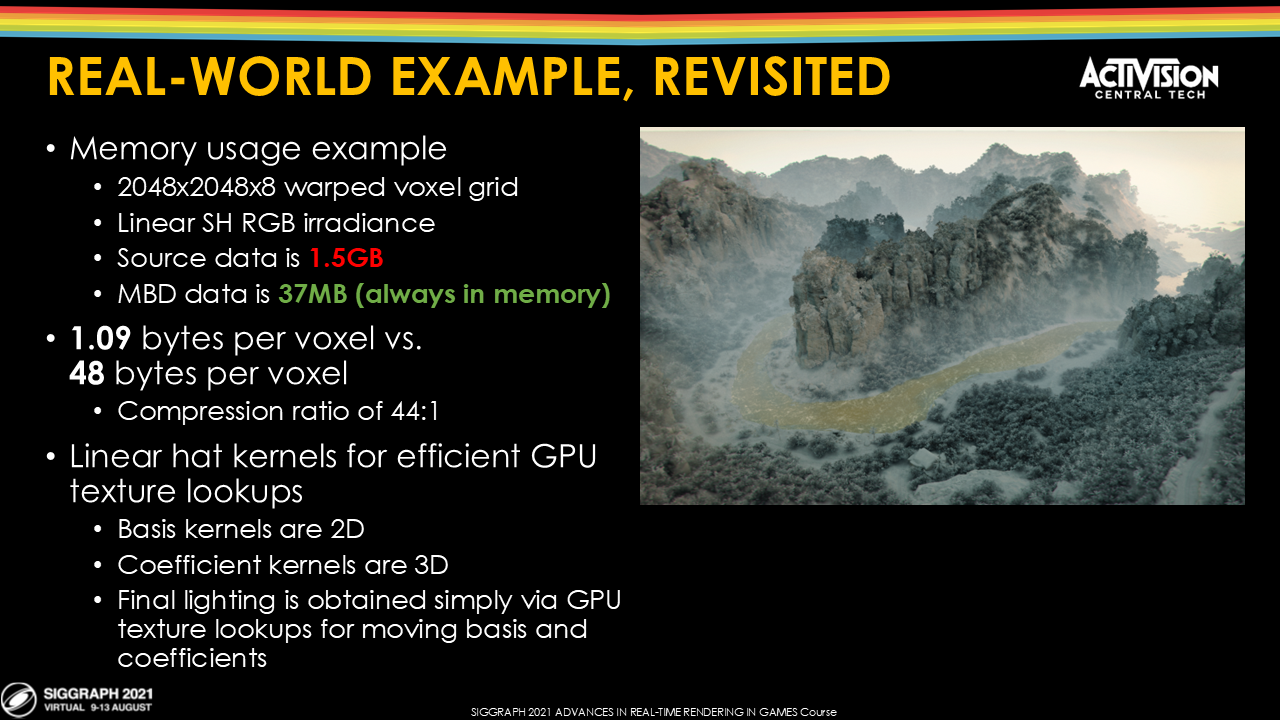 REAL-WORLD EXAMPLE, REVISITED
ACTIVISION
CENTRAL TECH
• Memory usage example
• 2048x2048x8 warped voxel grid
• Linear SH RGB irradiance
• Source data is 1.5GB
• MBD data is 37MB (always in memory)
• 1.09 bytes per voxel vs.
48 bytes per voxel
• Compression ratio of 44:1
• Linear hat kernels for efficient GPU
texture lookups
• Basis kernels are 2D
• Coefficient kernels are 3D
• Final lighting is obtained simply via GPU
texture lookups for moving basis and
coefficients
SIGGRAPH 2021
VIRTUAL 9-13 AUGUST
SIGGRAPH 2021 ADVANCES IN REAL-TIME RENDERING IN GAMES Course